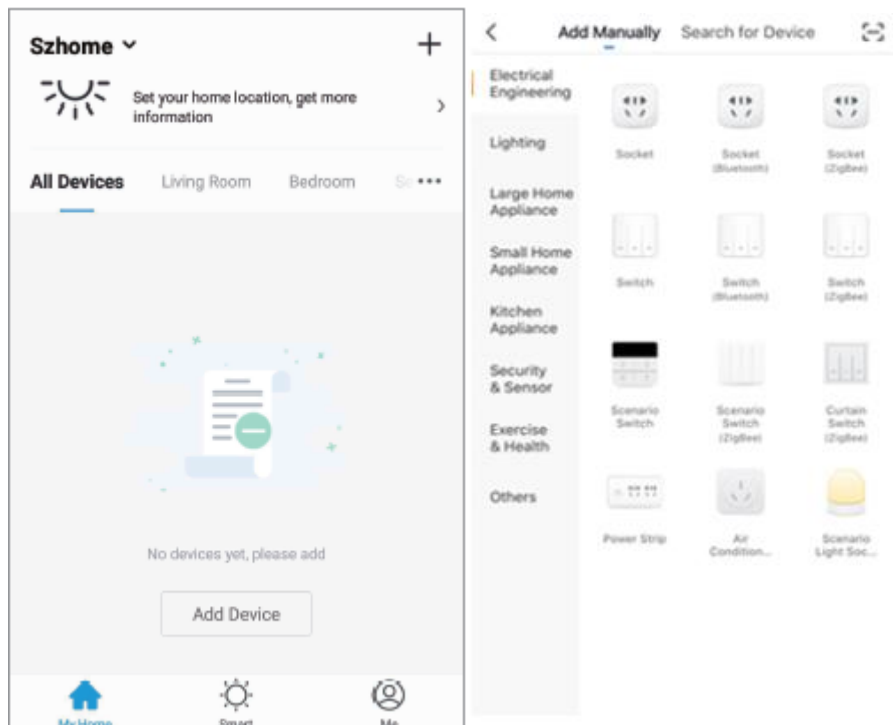 Szhome
Set your home location, get more
information
All Devices
Living Room
Bedroom
No devices yet, please add
Add Device
My Home
Smart
Me
Add Manually
Search for Device
Electrical
Engineering
Lighting
Large Home
Appliance
Small Home
Appliance
Kitchen
Appliance
Security
& Sensor
Exercise
& Health
Others
Socket
Socket
(Bluetooth)
Socket
(ZigBee)
Switch
Switch
(Bluetooth)
Switch
(ZigBee)
Scenario
Switch
Scenario
Switch
(ZigBee)
Curtain
Switch
(ZigBee)
Power Strip
Air
Condition...
Scenario
Light Soc...